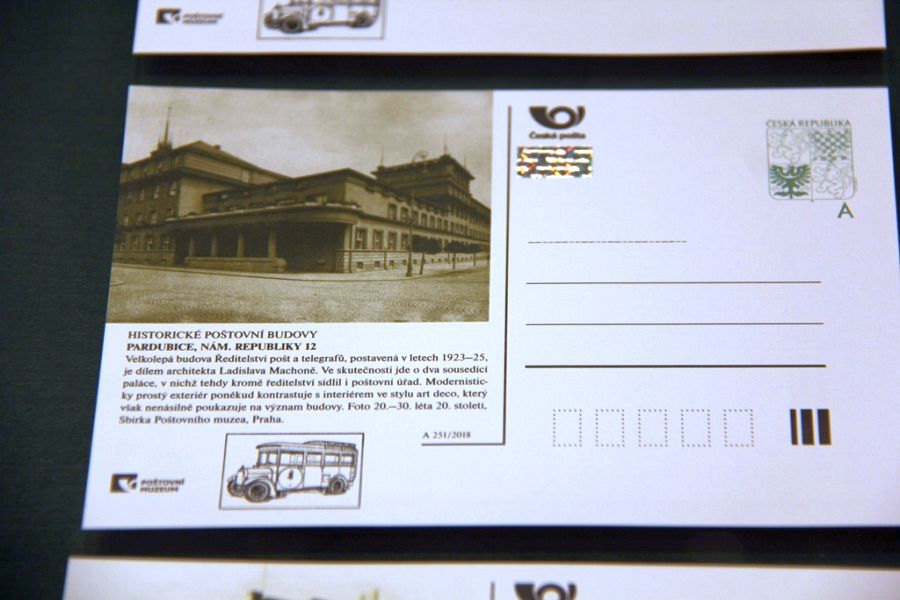 POŠTOVNÍ
MUZEUM
HISTORICKÉ POŠTOVNÍ BUDOVY
PARDUBICE, NÁM. REPUBLIKY 12
Velkolepá budova Ředitelství pošt a telegrafů, postavená v letech 1923–25,
je dílem architekta Ladislava Machoně. Ve skutečnosti jde o dva sousedící
paláce, v nichž tehdy kromě ředitelství sídlil i poštovní úřad. Modernistic-
ky prostý exteriér poněkud kontrastuje s interiérem ve stylu art deco, který
však nenásilně poukazuje na význam budovy. Foto 20.–30. léta 20. století,
Sbírka Poštovního muzea, Praha.
A 251/2018
POŠTOVNÍ
MUZEUM
Česká pošta
ČESKÁ REPUBLIKA
A